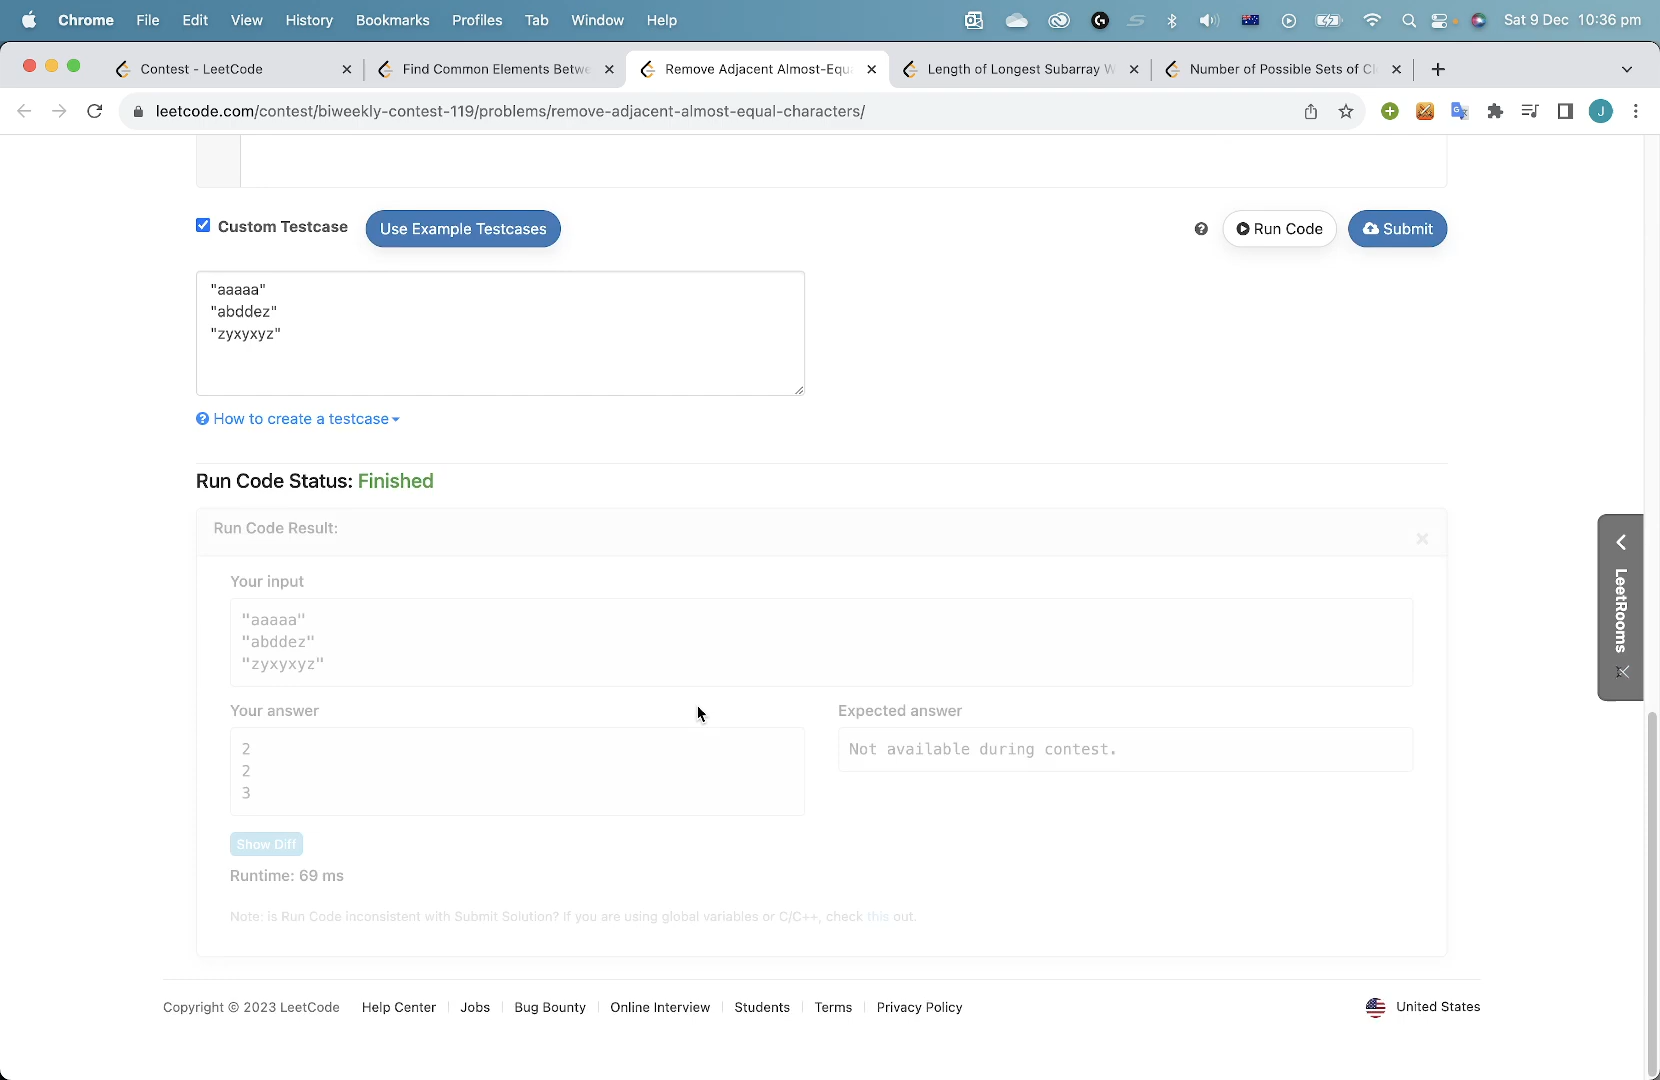 Chrome File Edit View History Bookmarks Profiles Tab Window Help Sat 9 Dec 10:36 pm
Contest - LeetCode Find Common Elements Betwe Remove Adjacent Almost-Equ Length of Longest Subarray W Number of Possible Sets of Cl
leetcode.com/contest/biweekly-contest-119/problems/remove-adjacent-almost-equal-characters/ J
Custom Testcase Use Example Testcases Run Code Submit
"aaaaa"
"abddez"
"zyxyxyz"
How to create a testcase
Run Code Status: Finished
Run Code Result:
Your input
"aaaaa"
"abddez"
"zyxyxyz"
Your answer Expected answer
2 Not available during contest.
2
3
Show Diff
Runtime: 69 ms
Note: is Run Code inconsistent with Submit Solution? If you are using global variables or C/C++, check this out.
LeetRooms
Copyright © 2023 LeetCode Help Center Jobs Bug Bounty Online Interview Students Terms Privacy Policy United States